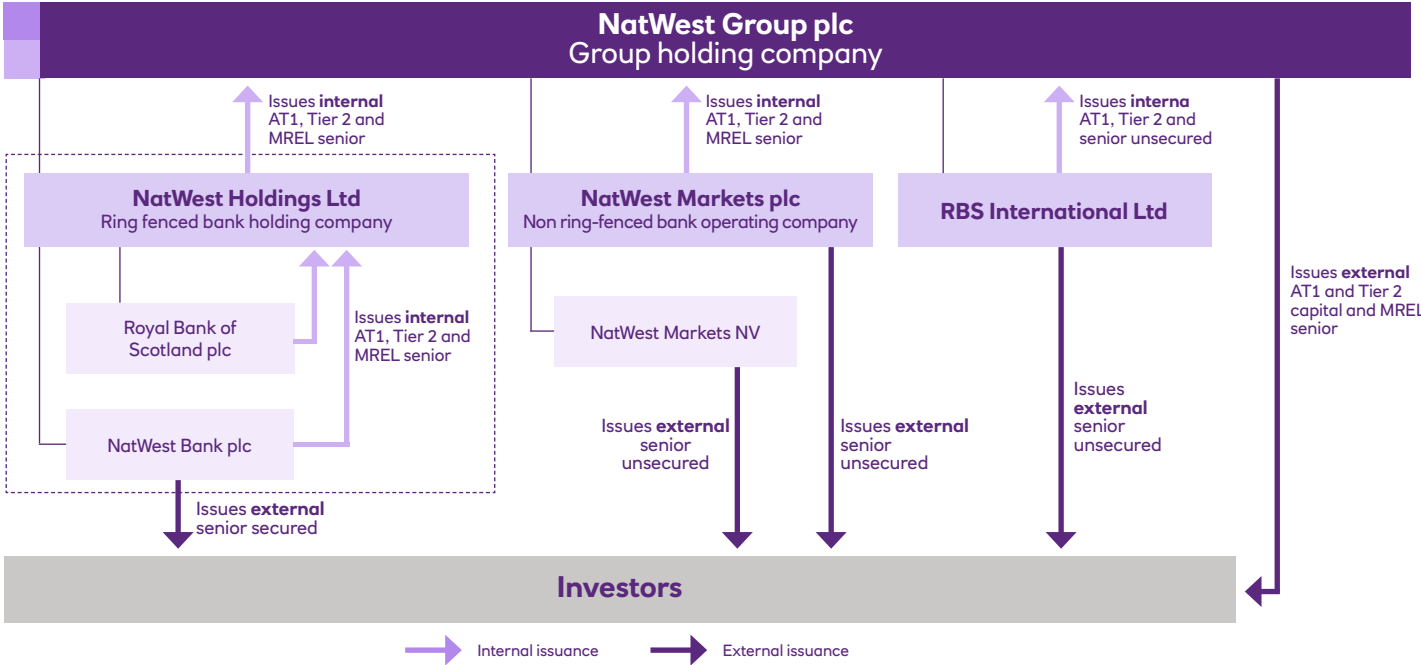 NatWest Group plc
Group holding company
Issues internal
AT1, Tier 2 and
MREL senior
Issues internal
AT1, Tier 2 and
MREL senior
Issues interna
AT1, Tier 2 and
senior unsecured
NatWest Holdings Ltd
Ring fenced bank holding company
NatWest Markets plc
Non ring-fenced bank operating company
RBS International Ltd
Issues external
AT1 and Tier 2
capital and MREL
senior
Royal Bank of
Scotland plc
Issues internal
AT1, Tier 2 and
MREL senior
NatWest Markets NV
NatWest Bank plc
Issues external
senior
unsecured
Issues external
senior
unsecured
Issues
external
senior
unsecured
Issues external
senior secured
Investors
Internal issuance
External issuance